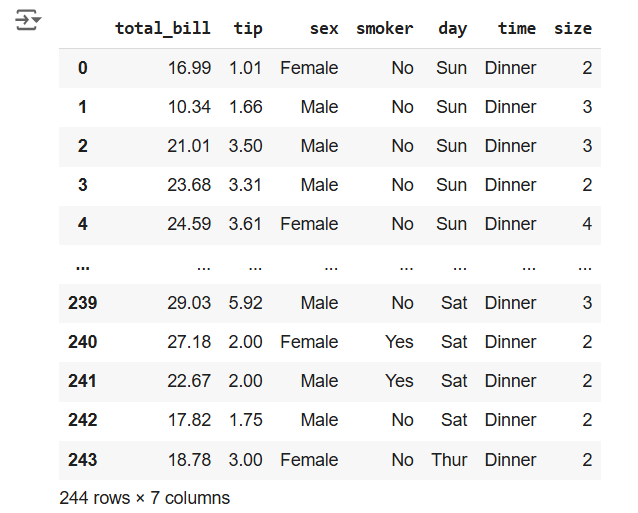 total_bill tip sex smoker day time size
0 16.99 1.01 Female No Sun Dinner 2
1 10.34 1.66 Male No Sun Dinner 3
2 21.01 3.50 Male No Sun Dinner 3
3 23.68 3.31 Male No Sun Dinner 2
4 24.59 3.61 Female No Sun Dinner 4
... ... ... ... ... ... ... ...
239 29.03 5.92 Male No Sat Dinner 3
240 27.18 2.00 Female Yes Sat Dinner 2
241 22.67 2.00 Male Yes Sat Dinner 2
242 17.82 1.75 Male No Sat Dinner 2
243 18.78 3.00 Female No Thur Dinner 2
244 rows × 7 columns